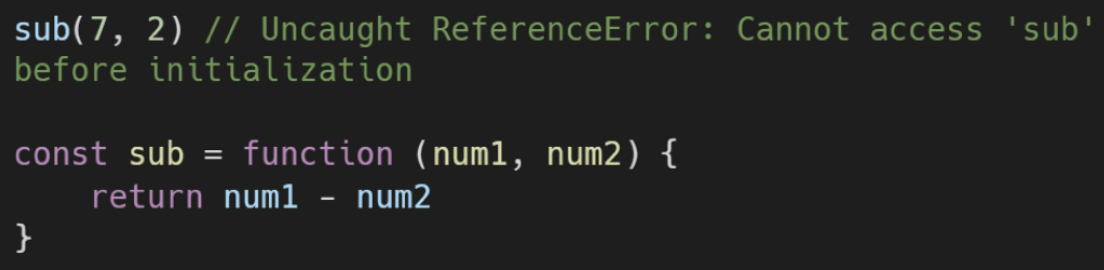 sub(7, 2) // Uncaught ReferenceError: Cannot access 'sub'
before initialization
const sub = function (num1, num2) {
    return num1 - num2
}